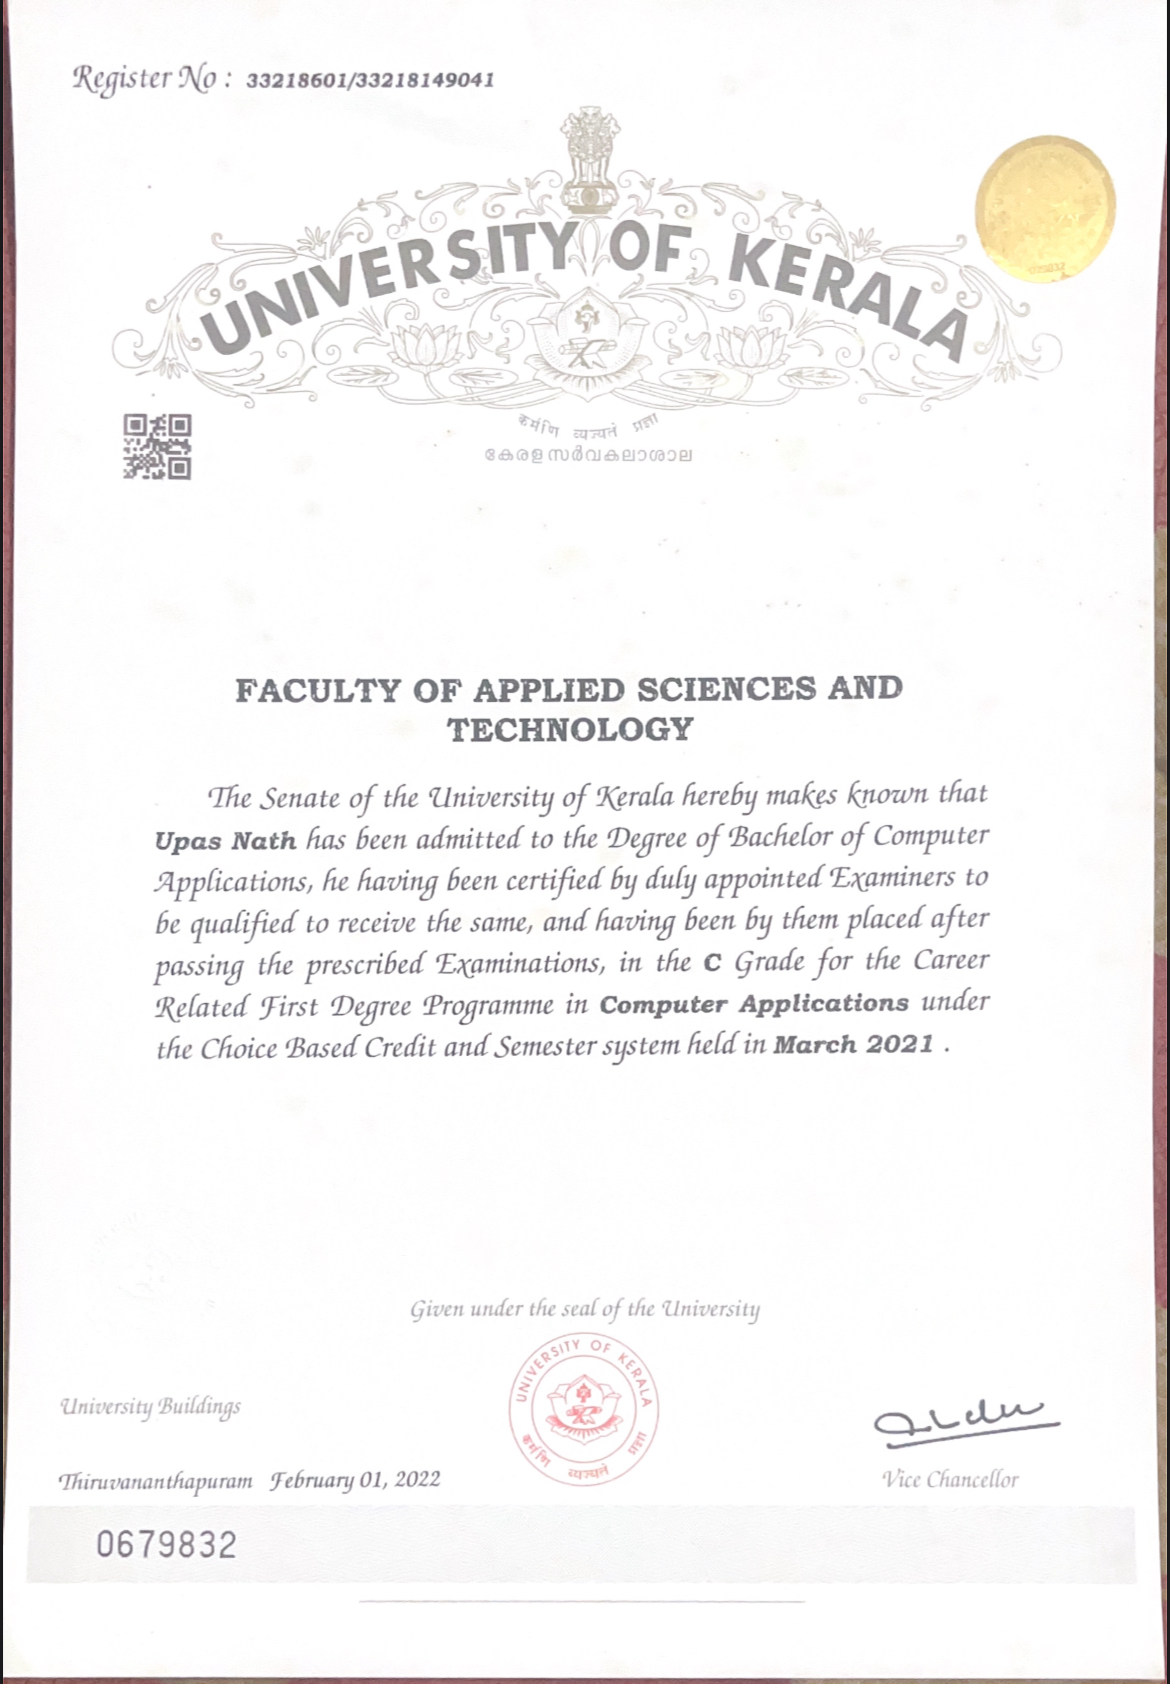 Register No : 33218601/33218149041
UNIVERSITY OF KERALA
कर्मणि व्यज्यते प्रज्ञा
കേരള സർവകലാശാല
FACULTY OF APPLIED SCIENCES AND
TECHNOLOGY
The Senate of the University of Kerala hereby makes known that
Upas Nath has been admitted to the Degree of Bachelor of Computer
Applications, he having been certified by duly appointed Examiners to
be qualified to receive the same, and having been by them placed after
passing the prescribed Examinations, in the C Grade for the Career
Related First Degree Programme in Computer Applications under
the Choice Based Credit and Semester system held in March 2021 .
Given under the seal of the University
UNIVERSITY OF KERALA
कर्मणि व्यज्यते प्रज्ञा
University Buildings
Thiruvananthapuram February 01, 2022
Vice Chancellor
0679832